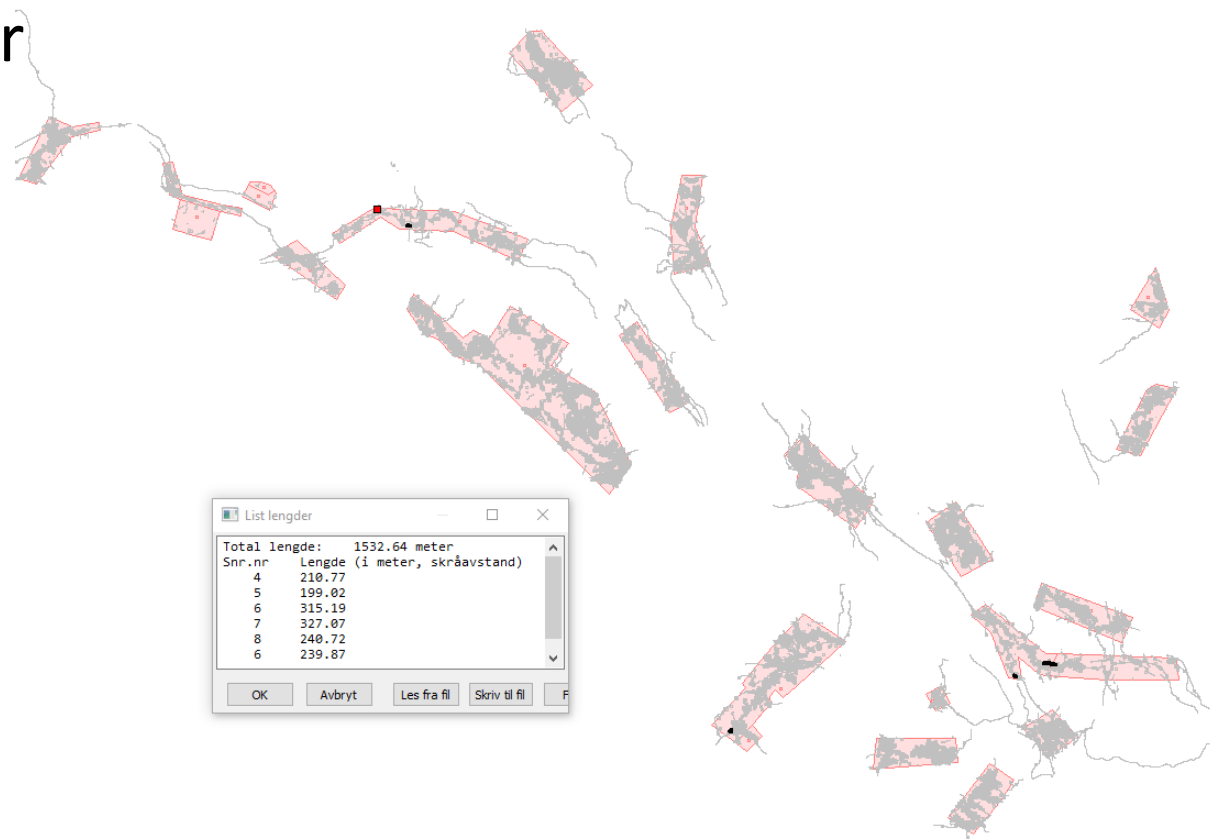 r
List lengder
Total lengde: 1532.64 meter
Snr.nr Lengde (i meter, skråavstand)
4 210.77
5 199.02
6 315.19
7 327.07
8 240.72
6 239.87
OK Avbryt Les fra fil Skriv til fil F